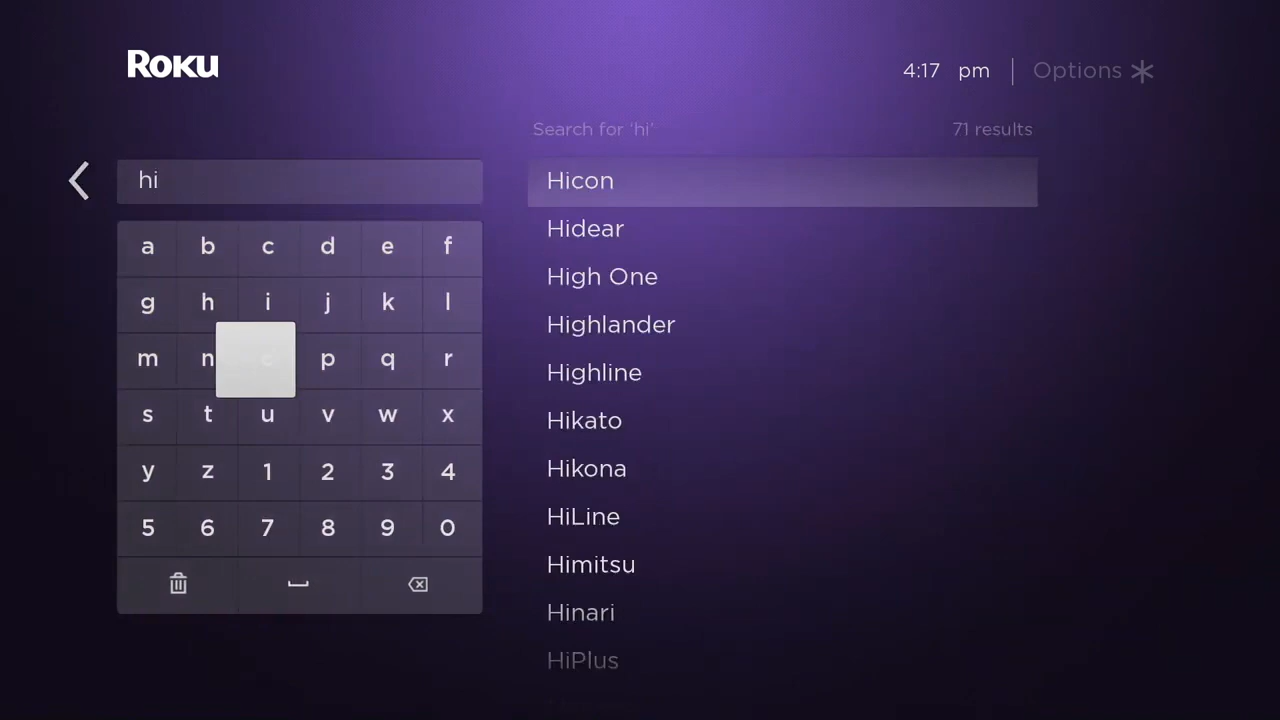 Roku
4:17 pm
Options
Search for 'hi'
71 results
hi
a b c d e f
g h i j k l
m n o p q r
s t u v w x
y z 1 2 3 4
5 6 7 8 9 0
Hicon
Hidear
High One
Highlander
Highline
Hikato
Hikona
HiLine
Himitsu
Hinari
HiPlus